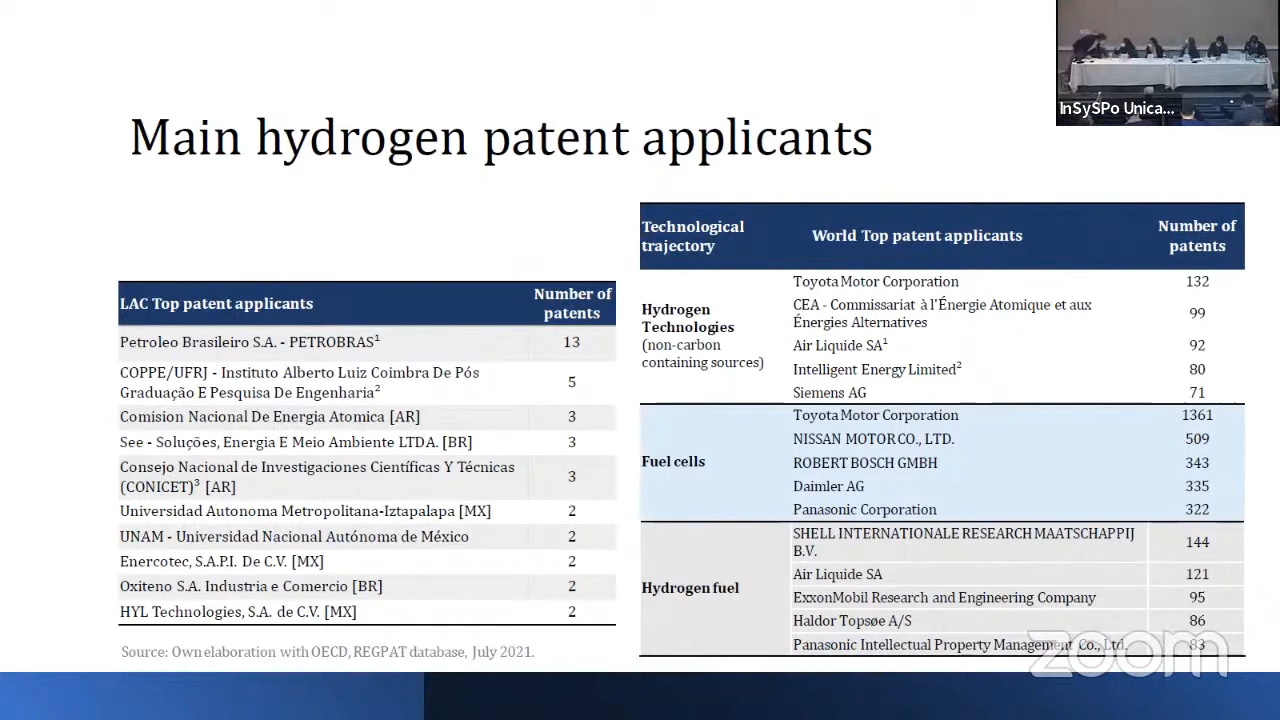 InSySPo Unica...
Main hydrogen patent applicants
LAC Top patent applicants Number of patents
Petroleo Brasileiro S.A. - PETROBRAS¹ 13
COPPE/UFRJ - Instituto Alberto Luiz Coimbra De Pós
Graduação E Pesquisa De Engenharia² 5
Comision Nacional De Energia Atomica [AR] 3
See - Soluções, Energia E Meio Ambiente LTDA. [BR] 3
Consejo Nacional de Investigaciones Científicas Y Técnicas
(CONICET)³ [AR] 3
Universidad Autonoma Metropolitana-Iztapalapa [MX] 2
UNAM - Universidad Nacional Autónoma de México 2
Enercotec, S.A.P.I. De C.V. [MX] 2
Oxiteno S.A. Industria e Comercio [BR] 2
HYL Technologies, S.A. de C.V. [MX] 2
Source: Own elaboration with OECD, REGPAT database, July 2021.
Technological trajectory World Top patent applicants Number of patents
Hydrogen
Technologies
(non-carbon
containing sources)
Toyota Motor Corporation 132
CEA - Commissariat à l'Énergie Atomique et aux
Énergies Alternatives 99
Air Liquide SA¹ 92
Intelligent Energy Limited² 80
Siemens AG 71
Fuel cells
Toyota Motor Corporation 1361
NISSAN MOTOR CO., LTD. 509
ROBERT BOSCH GMBH 343
Daimler AG 335
Panasonic Corporation 322
Hydrogen fuel
SHELL INTERNATIONALE RESEARCH MAATSCHAPPIJ
B.V. 144
Air Liquide SA 121
ExxonMobil Research and Engineering Company 95
Haldor Topsøe A/S 86
Panasonic Intellectual Property Management Co., Ltd. 83
zoom